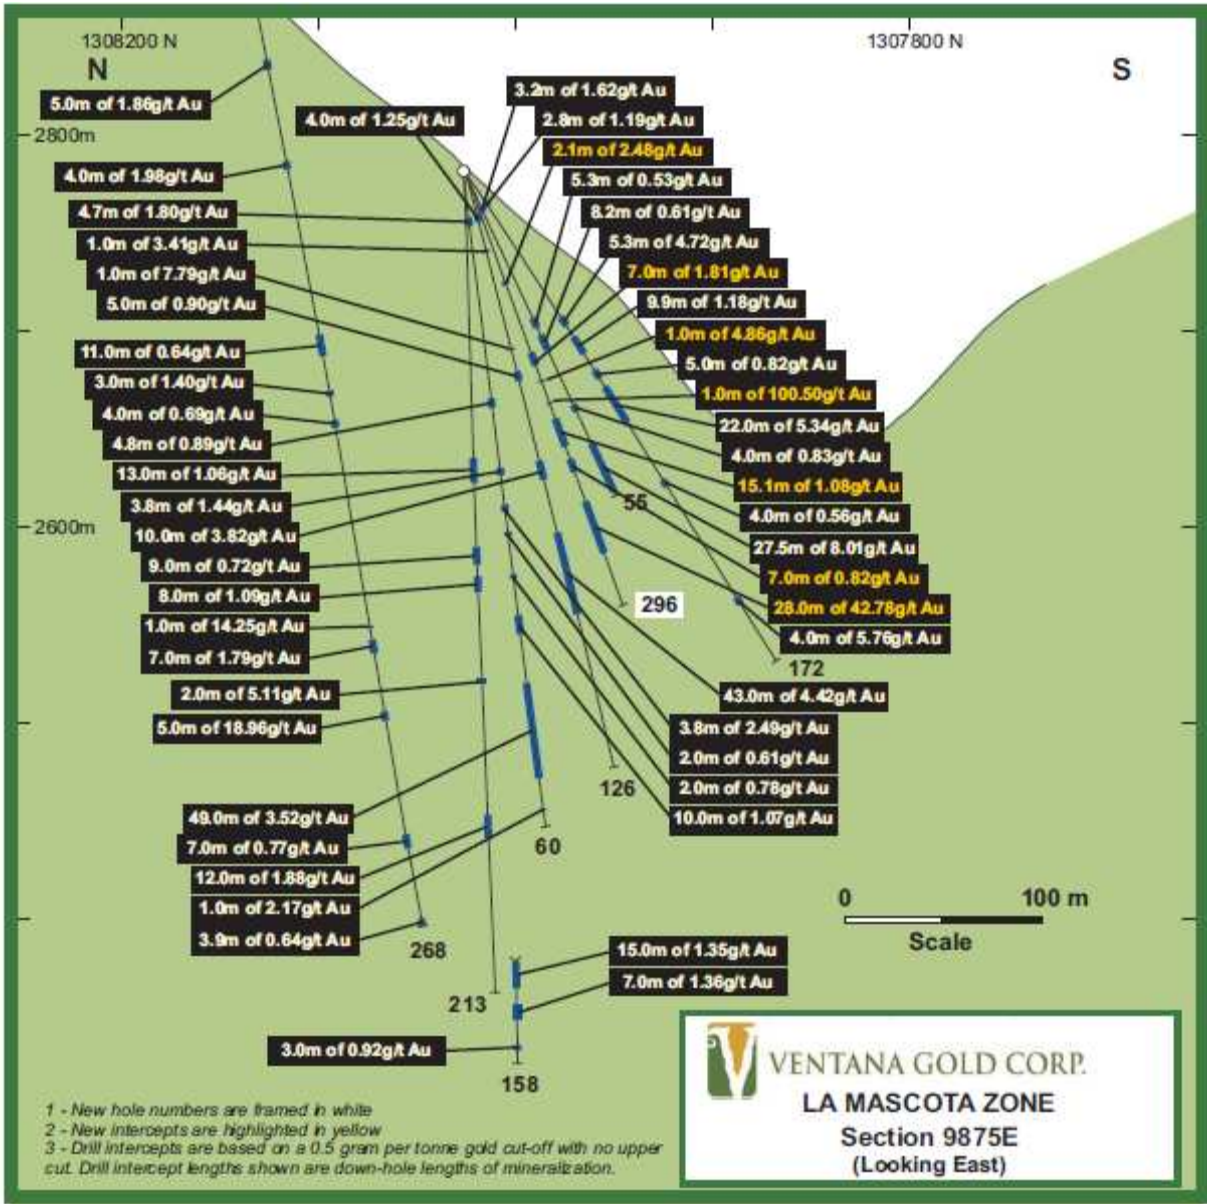 1308200 N
1307800 N
N
S
5.0m of 1.86g/t Au
2800m
4.0m of 1.25g/t Au
3.2m of 1.62g/t Au
2.8m of 1.19g/t Au
2.1m of 2.48g/t Au
5.3m of 0.53g/t Au
8.2m of 0.61g/t Au
5.3m of 4.72g/t Au
7.0m of 1.81g/t Au
9.9m of 1.18g/t Au
1.0m of 4.86g/t Au
5.0m of 0.82g/t Au
1.0m of 100.50g/t Au
22.0m of 5.34g/t Au
4.0m of 0.83g/t Au
15.1m of 1.08g/t Au
4.0m of 0.56g/t Au
27.5m of 8.01g/t Au
7.0m of 0.82g/t Au
28.0m of 42.78g/t Au
4.0m of 5.76g/t Au
4.0m of 1.98g/t Au
4.7m of 1.80g/t Au
1.0m of 3.41g/t Au
1.0m of 7.79g/t Au
5.0m of 0.90g/t Au
11.0m of 0.64g/t Au
3.0m of 1.40g/t Au
4.0m of 0.69g/t Au
4.8m of 0.89g/t Au
13.0m of 1.06g/t Au
3.8m of 1.44g/t Au
2600m
10.0m of 3.82g/t Au
9.0m of 0.72g/t Au
8.0m of 1.09g/t Au
1.0m of 14.25g/t Au
7.0m of 1.79g/t Au
2.0m of 5.11g/t Au
5.0m of 18.96g/t Au
55
296
172
43.0m of 4.42g/t Au
3.8m of 2.49g/t Au
2.0m of 0.61g/t Au
2.0m of 0.78g/t Au
10.0m of 1.07g/t Au
126
49.0m of 3.52g/t Au
7.0m of 0.77g/t Au
12.0m of 1.88g/t Au
1.0m of 2.17g/t Au
3.9m of 0.64g/t Au
60
268
213
0 100 m
Scale
15.0m of 1.35g/t Au
7.0m of 1.36g/t Au
3.0m of 0.92g/t Au
158
1 - New hole numbers are framed in white
2 - New intercepts are highlighted in yellow
3 - Drill intercepts are based on a 0.5 gram per tonne gold cut-off with no upper
cut. Drill intercept lengths shown are down-hole lengths of mineralization.
V
VENTANA GOLD CORP.
LA MASCOTA ZONE
Section 9875E
(Looking East)